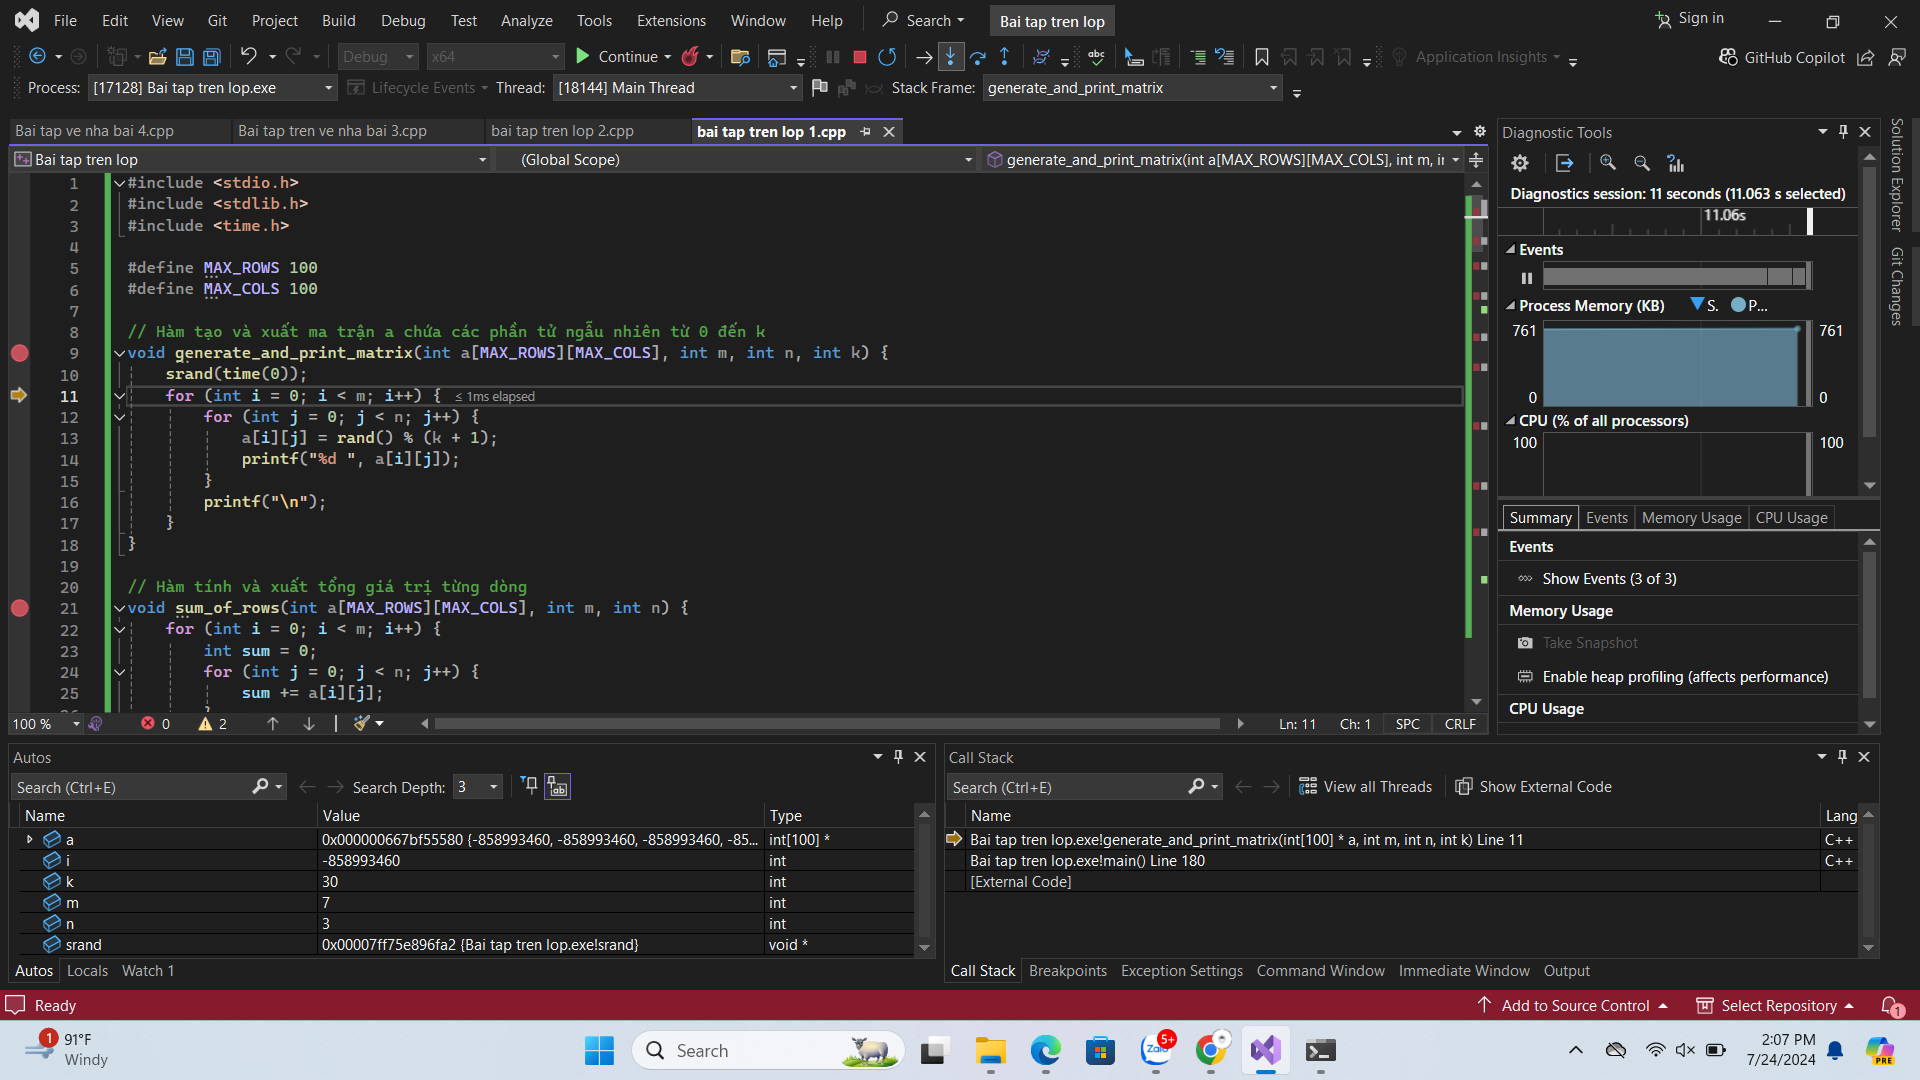 File Edit View Git Project Build Debug Test Analyze Tools Extensions Window Help Search Bai tap tren lop Sign in
Debug x64 Continue Application Insights GitHub Copilot
Process: [17128] Bai tap tren lop.exe Lifecycle Events Thread: [18144] Main Thread Stack Frame: generate_and_print_matrix
Bai tap ve nha bai 4.cpp Bai tap tren ve nha bai 3.cpp bai tap tren lop 2.cpp bai tap tren lop 1.cpp
Bai tap tren lop (Global Scope) generate_and_print_matrix(int a[MAX_ROWS][MAX_COLS], int m, ir
1 #include <stdio.h>
2 #include <stdlib.h>
3 #include <time.h>
4
5 #define MAX_ROWS 100
6 #define MAX_COLS 100
7
8 // Hàm tạo và xuất ma trận a chứa các phần tử ngẫu nhiên từ 0 đến k
9 void generate_and_print_matrix(int a[MAX_ROWS][MAX_COLS], int m, int n, int k) {
10 srand(time(0));
11 for (int i = 0; i < m; i++) { ≤ 1ms elapsed
12 for (int j = 0; j < n; j++) {
13 a[i][j] = rand() % (k + 1);
14 printf("%d ", a[i][j]);
15 }
16 printf("\n");
17 }
18 }
19
20 // Hàm tính và xuất tổng giá trị từng dòng
21 void sum_of_rows(int a[MAX_ROWS][MAX_COLS], int m, int n) {
22 for (int i = 0; i < m; i++) {
23 int sum = 0;
24 for (int j = 0; j < n; j++) {
25 sum += a[i][j];
100 % 0 2 Ln: 11 Ch: 1 SPC CRLF
Diagnostic Tools
Diagnostics session: 11 seconds (11.063 s selected)
11.06s
Events
Process Memory (KB) S. P...
761 761
0 0
CPU (% of all processors)
100 100
Summary Events Memory Usage CPU Usage
Events
Show Events (3 of 3)
Memory Usage
Take Snapshot
Enable heap profiling (affects performance)
CPU Usage
Solution Explorer
Git Changes
Autos
Search (Ctrl+E) Search Depth: 3
Name Value Type
a 0x000000667bf55580 {-858993460, -858993460, -858993460, -85... int[100] *
i -858993460 int
k 30 int
m 7 int
n 3 int
srand 0x00007ff75e896fa2 {Bai tap tren lop.exe!srand} void *
Autos Locals Watch 1
Call Stack
Search (Ctrl+E) View all Threads Show External Code
Name Lang
Bai tap tren lop.exe!generate_and_print_matrix(int[100] * a, int m, int n, int k) Line 11 C++
Bai tap tren lop.exe!main() Line 180 C++
[External Code]
Call Stack Breakpoints Exception Settings Command Window Immediate Window Output
Ready Add to Source Control Select Repository 1
1 91°F
Windy
Search
Zalo 5+
2:07 PM
7/24/2024
PRE